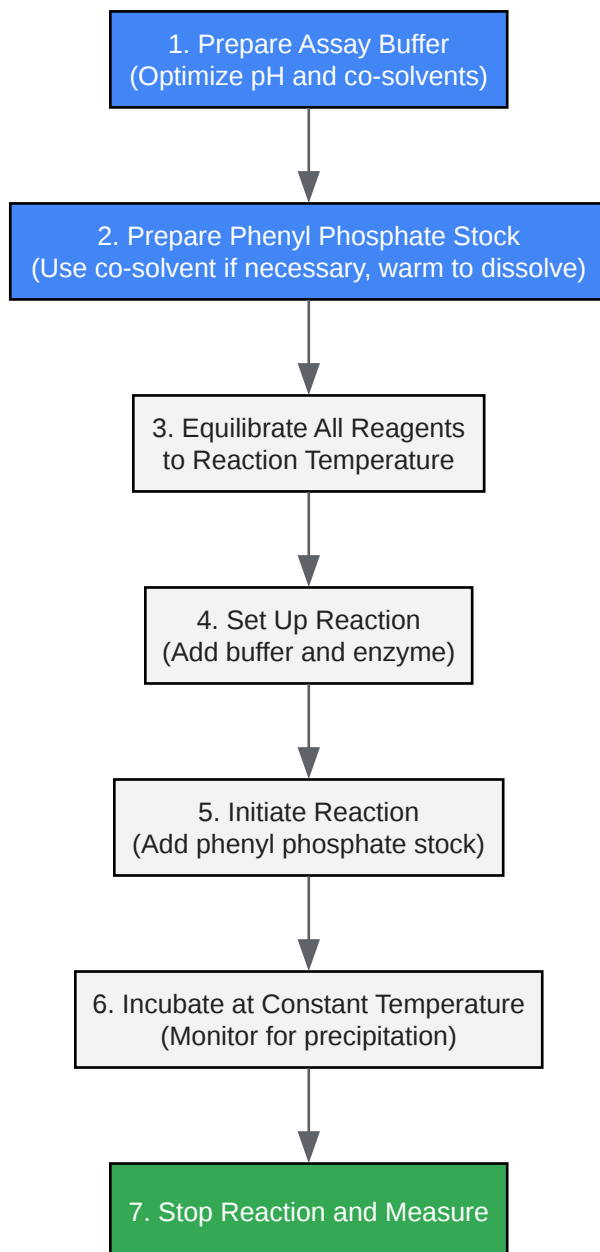 1. Prepare Assay Buffer
(Optimize pH and co-solvents)
2. Prepare Phenyl Phosphate Stock
(Use co-solvent if necessary, warm to dissolve)
3. Equilibrate All Reagents
to Reaction Temperature
4. Set Up Reaction
(Add buffer and enzyme)
5. Initiate Reaction
(Add phenyl phosphate stock)
6. Incubate at Constant Temperature
(Monitor for precipitation)
7. Stop Reaction and Measure